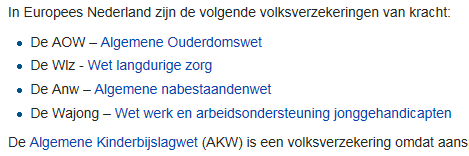 In Europees Nederland zijn de volgende volksverzekeringen van kracht:
De AOW – Algemene Ouderdomswet
De Wlz - Wet langdurige zorg
De Anw – Algemene nabestaandenwet
De Wajong – Wet werk en arbeidsondersteuning jonggehandicapten
De Algemene Kinderbijslagwet (AKW) is een volksverzekering omdat aans